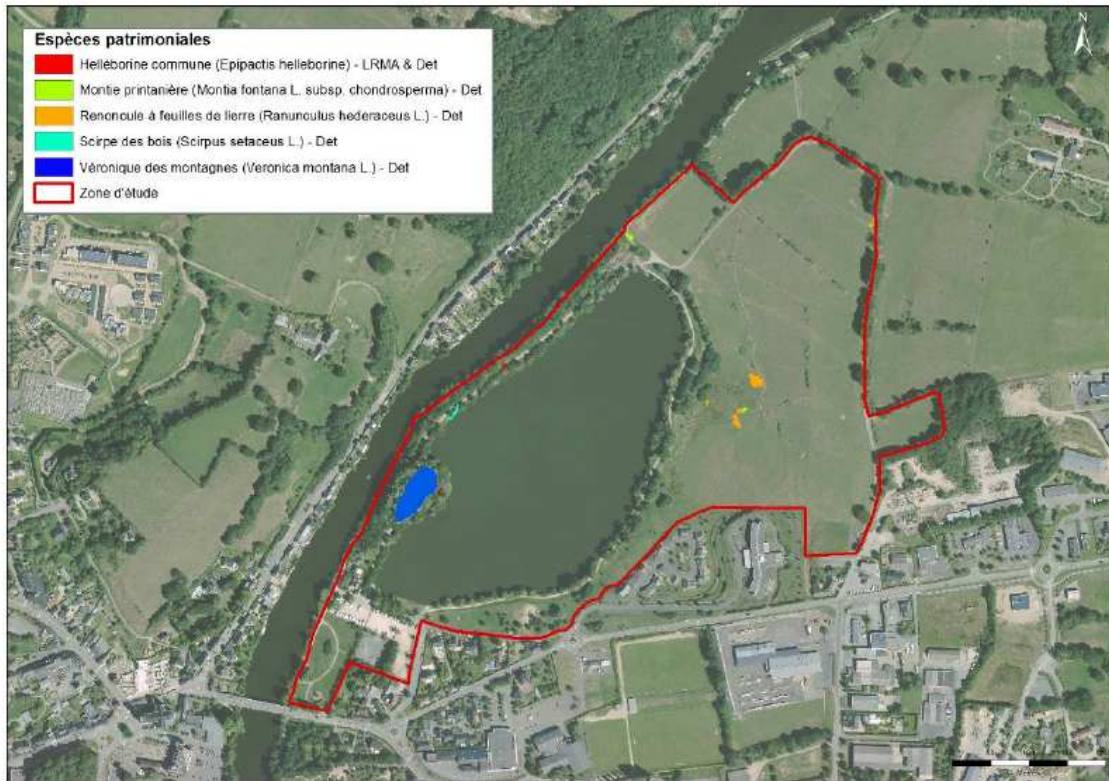 Espèces patrimoniales
Helléborine commune (Epipactis helleborine) - LRMA & Det
Montie printanière (Montia fontana L. subsp. chondrosperma) - Det
Renoncule à feuilles de lierre (Ranunculus hederaceus L.) - Det
Scirpe des bois (Scirpus setaceus L.) - Det
Véronique des montagnes (Veronica montana L.) - Det
Zone d'étude
N